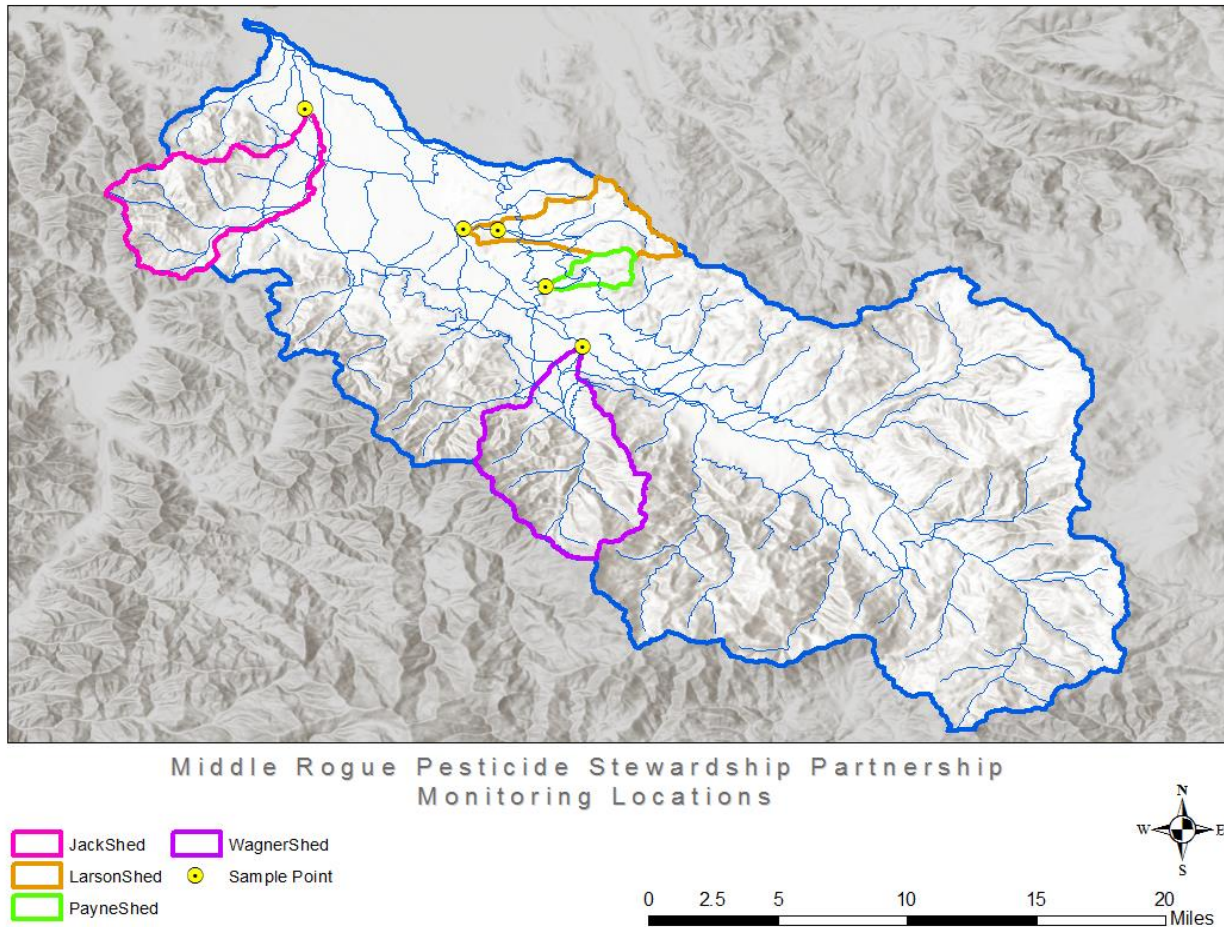 Middle Rogue Pesticide Stewardship Partnership
Monitoring Locations
JackShed
LarsonShed
PayneShed
WagnerShed
Sample Point
N
W
E
S
0 2.5 5 10 15 20
Miles